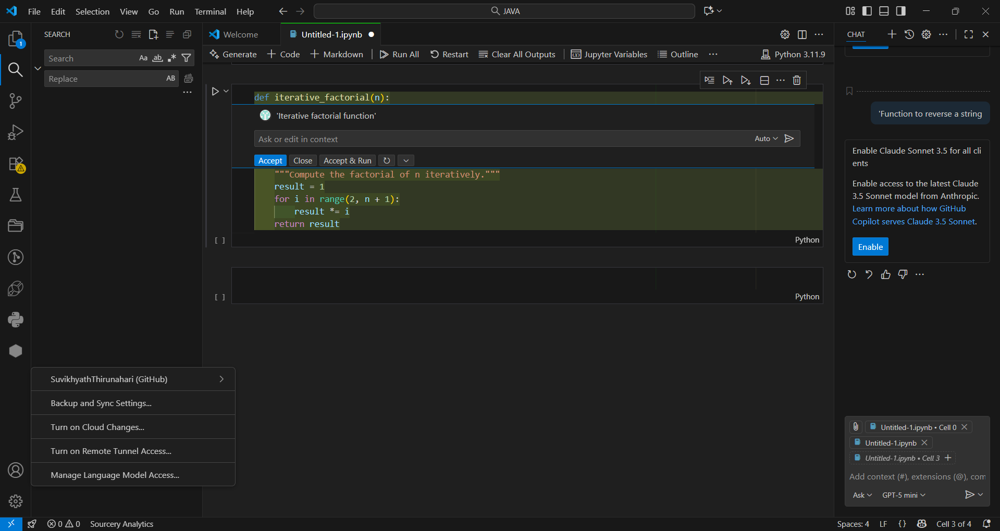 File Edit Selection View Go Run Terminal Help
JAVA
SEARCH
Search
Aa ab
Replace
AB
1
Welcome
Untitled-1.ipynb
Generate Code Markdown Run All Restart Clear All Outputs Jupyter Variables Outline Python 3.11.9
def iterative_factorial(n):
'Iterative factorial function'
Ask or edit in context
Auto
Accept Close Accept & Run
"""Compute the factorial of n iteratively."""
result = 1
for i in range(2, n + 1):
result *= i
return result
[ ]
Python
[ ]
Python
CHAT
'Function to reverse a string
Enable Claude Sonnet 3.5 for all cli
ents
Enable access to the latest Claude
3.5 Sonnet model from Anthropic.
Learn more about how GitHub
Copilot serves Claude 3.5 Sonnet.
Enable
Untitled-1.ipynb • Cell 0
Untitled-1.ipynb
Untitled-1.ipynb • Cell 3
Add context (#), extensions (@), com
Ask GPT-5 mini
SuvikhyathThirunahari (GitHub)
Backup and Sync Settings...
Turn on Cloud Changes...
Turn on Remote Tunnel Access...
Manage Language Model Access...
0 0 Sourcery Analytics
Spaces: 4 LF {} Cell 3 of 4